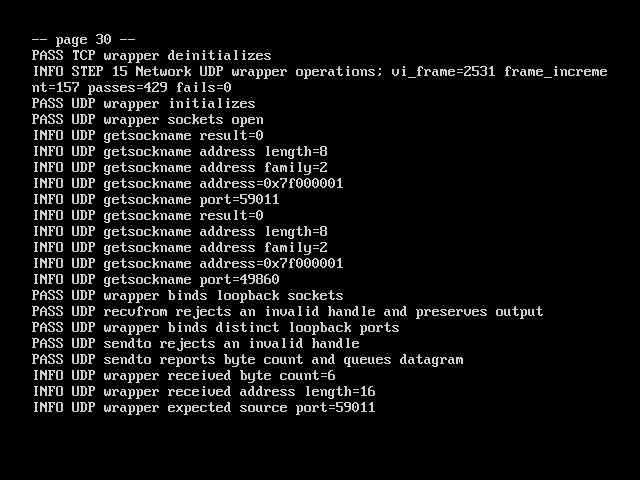 -- page 30 --
PASS TCP wrapper deinitializes
INFO STEP 15 Network UDP wrapper operations; vi_frame=2531 frame_increme
nt=157 passes=429 fails=0
PASS UDP wrapper initializes
PASS UDP wrapper sockets open
INFO UDP getsockname result=0
INFO UDP getsockname address length=8
INFO UDP getsockname address family=2
INFO UDP getsockname address=0x7f000001
INFO UDP getsockname port=59011
INFO UDP getsockname result=0
INFO UDP getsockname address length=8
INFO UDP getsockname address family=2
INFO UDP getsockname address=0x7f000001
INFO UDP getsockname port=49860
PASS UDP wrapper binds loopback sockets
PASS UDP recvfrom rejects an invalid handle and preserves output
PASS UDP wrapper binds distinct loopback ports
PASS UDP sendto rejects an invalid handle
PASS UDP sendto reports byte count and queues datagram
INFO UDP wrapper received byte count=6
INFO UDP wrapper received address length=16
INFO UDP wrapper expected source port=59011